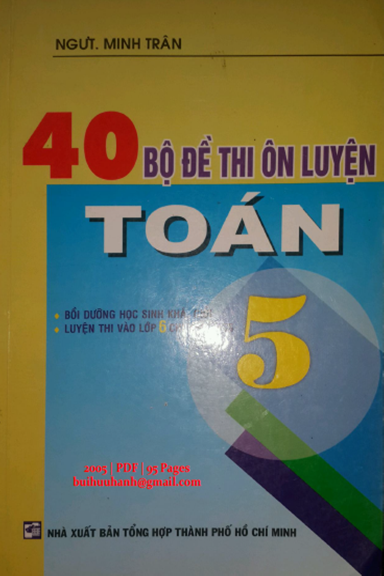 NGƯT. MINH TRÂN
40 BỘ ĐỀ THI ÔN LUYỆN
TOÁN
BỒI DƯỠNG HỌC SINH KHÁ,
LUYỆN THI VÀO LỚP 6
5
2005 | PDF | 95 Pages
buihuuhanh@gmail.com
NHÀ XUẤT BẢN TỔNG HỢP THÀNH PHỐ HỒ CHÍ MINH